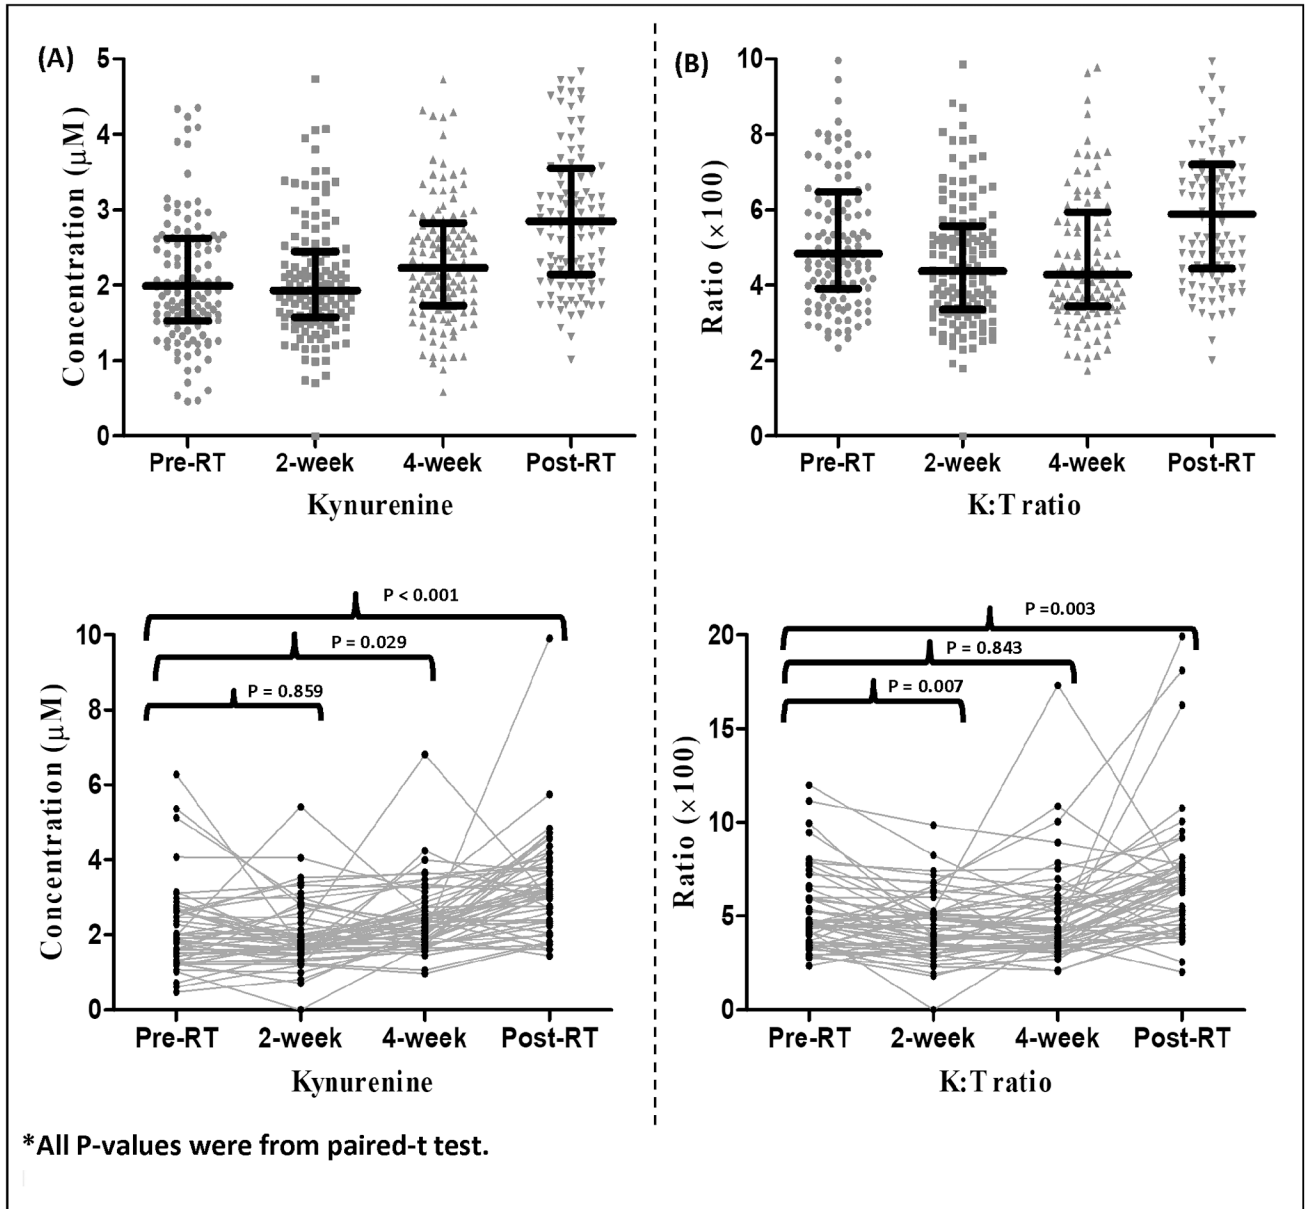 (A)
Concentration (μM)
5
4
3
2
1
0
Pre-RT 2-week 4-week Post-RT
Kynurenine
(B)
Ratio (×100)
10
8
6
4
2
0
Pre-RT 2-week 4-week Post-RT
K:T ratio
P < 0.001
P = 0.029
P = 0.859
Concentration (μM)
10
8
6
4
2
0
Pre-RT 2-week 4-week Post-RT
Kynurenine
P =0.003
P = 0.843
P = 0.007
Ratio (×100)
20
15
10
5
0
Pre-RT 2-week 4-week Post-RT
K:T ratio
*All P-values were from paired-t test.